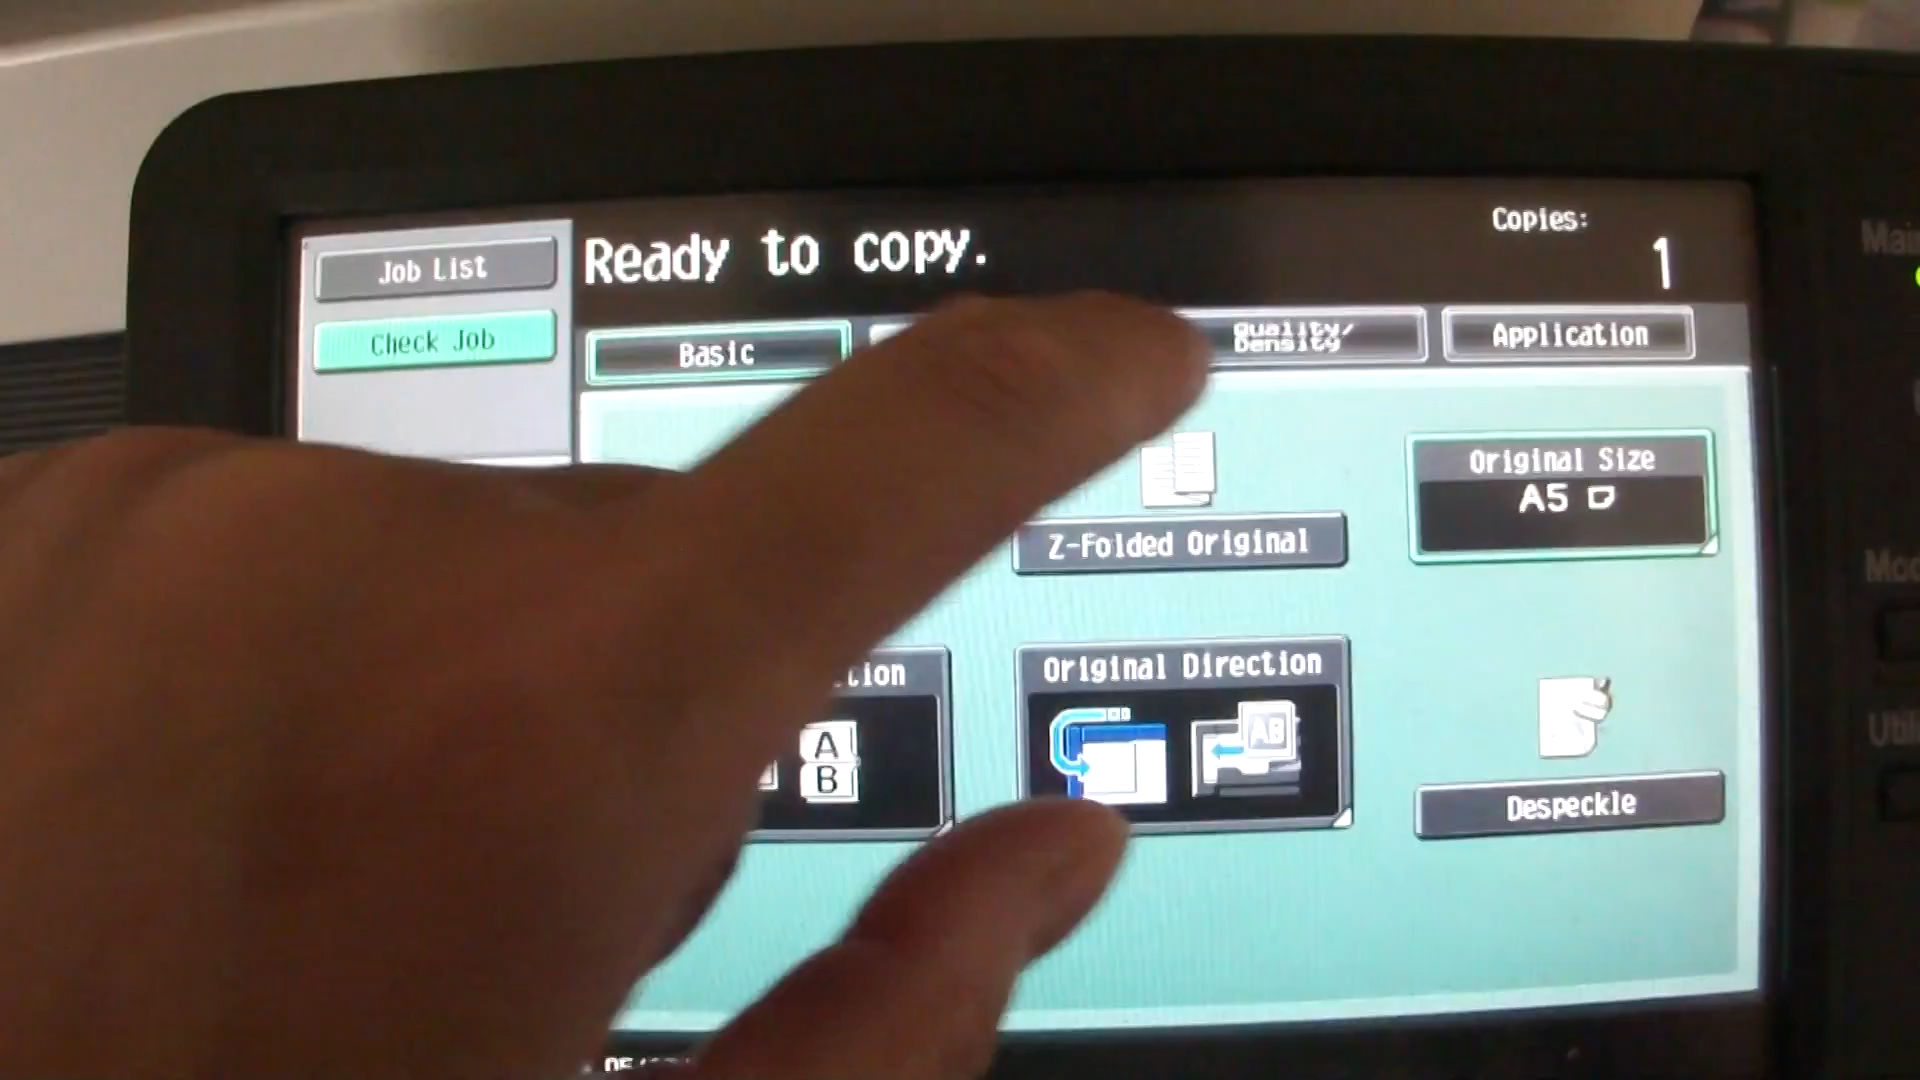 Job List
Check Job
Ready to copy.
Copies:
1
Basic
Quality/
Density
Application
Original Size
A5
Z-Folded Original
Original Direction
AB
A
B
Despeckle